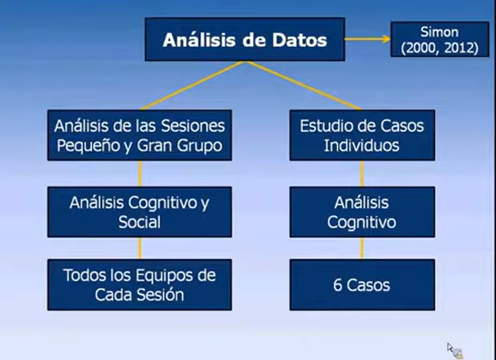 Análisis de Datos
Simon
(2000, 2012)
Análisis de las Sesiones
Pequeño y Gran Grupo
Estudio de Casos
Individuos
Análisis Cognitivo y
Social
Análisis
Cognitivo
Todos los Equipos de
Cada Sesión
6 Casos